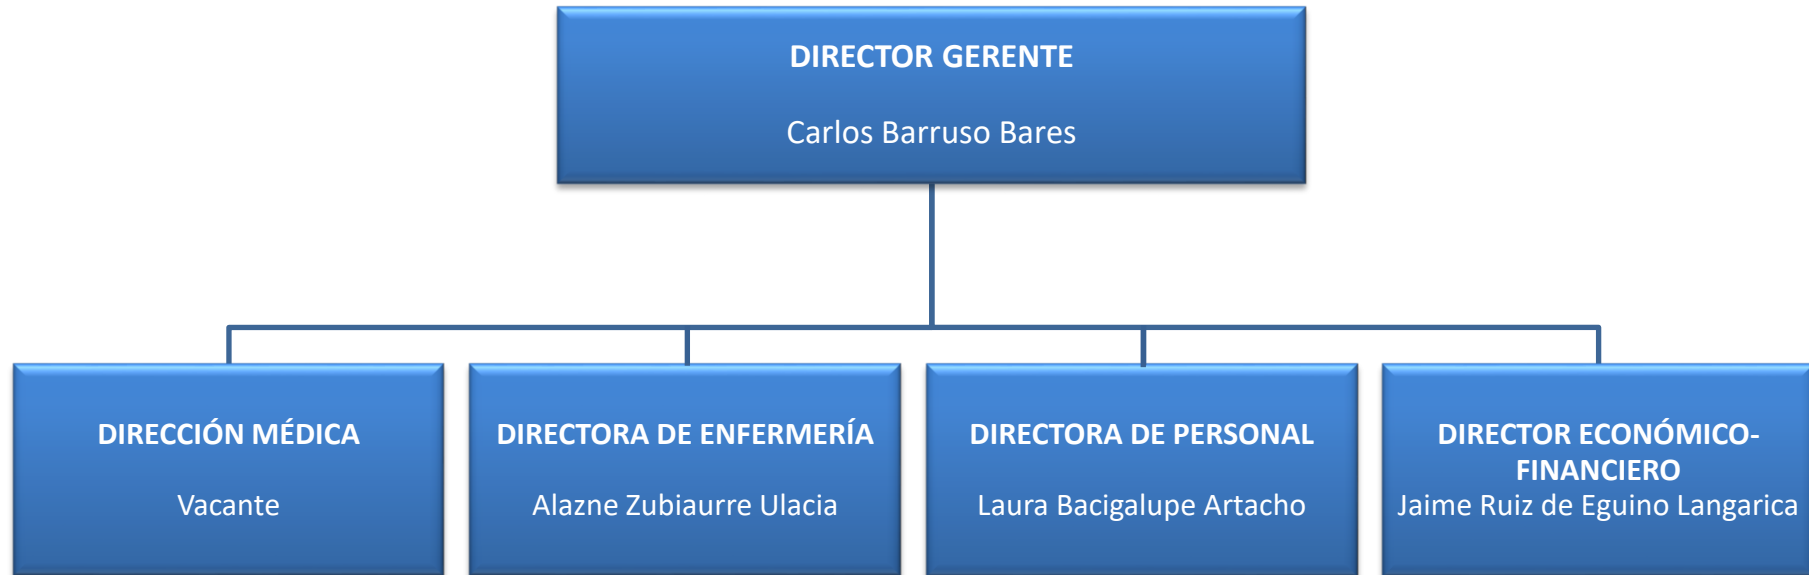 DIRECTOR GERENTE
Carlos Barruso Bares
DIRECCIÓN MÉDICA
Vacante
DIRECTORA DE ENFERMERÍA
Alazne Zubiaurre Ulacia
DIRECTORA DE PERSONAL
Laura Bacigalupe Artacho
DIRECTOR ECONÓMICO-
FINANCIERO
Jaime Ruiz de Eguino Langarica